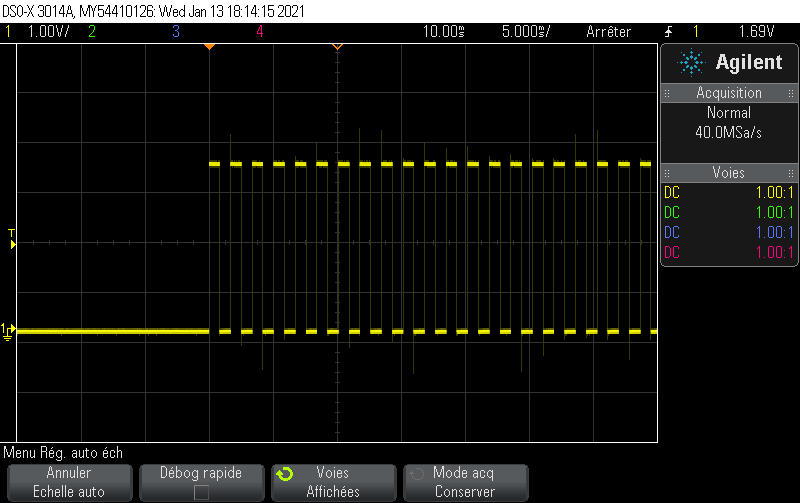 DSO-X 3014A, MY54410126: Wed Jan 13 18:14:15 2021
1 1.00V/ 2 3 4 10.00ms 5.000ms/ Arrêter 1 1.69V
Agilent
Acquisition
Normal
40.0MSa/s
Voies
DC 1.00:1
DC 1.00:1
DC 1.00:1
DC 1.00:1
T
1
Menu Rég. auto éch
Annuler
Echelle auto
Débog rapide
Voies
Affichées
Mode acq
Conserver